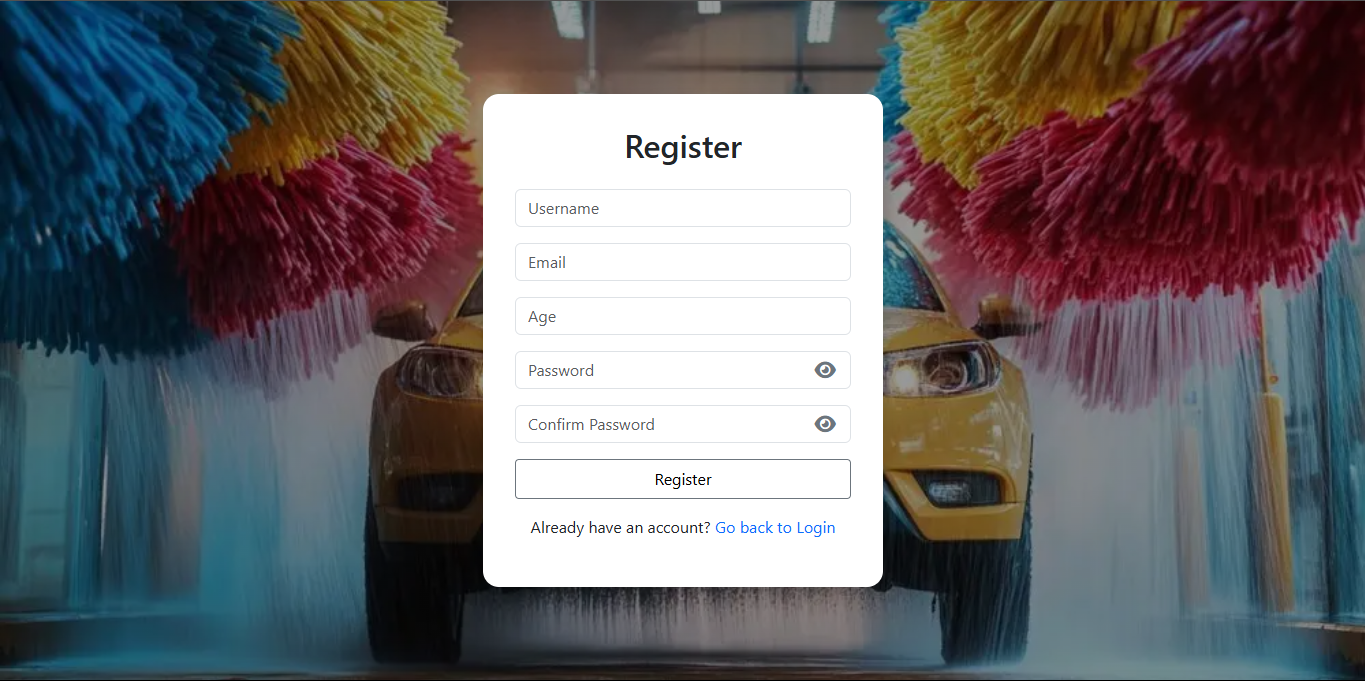 Register
Username
Email
Age
Password
Confirm Password
Register
Already have an account? Go back to Login